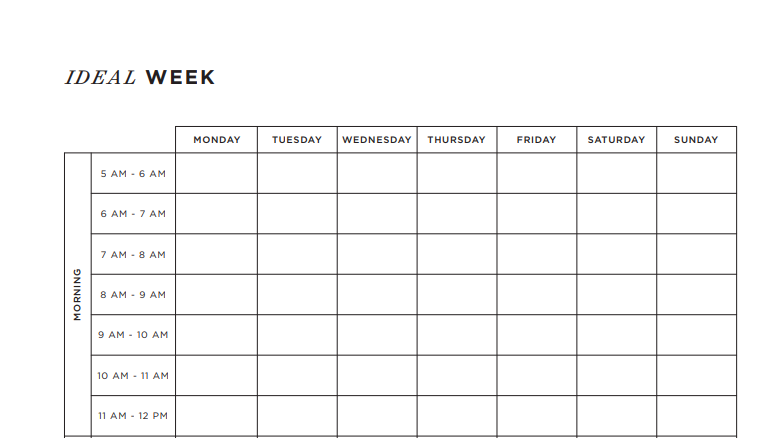 IDEAL WEEK
MONDAY TUESDAY WEDNESDAY THURSDAY FRIDAY SATURDAY SUNDAY
MORNING
5 AM - 6 AM
6 AM - 7 AM
7 AM - 8 AM
8 AM - 9 AM
9 AM - 10 AM
10 AM - 11 AM
11 AM - 12 PM